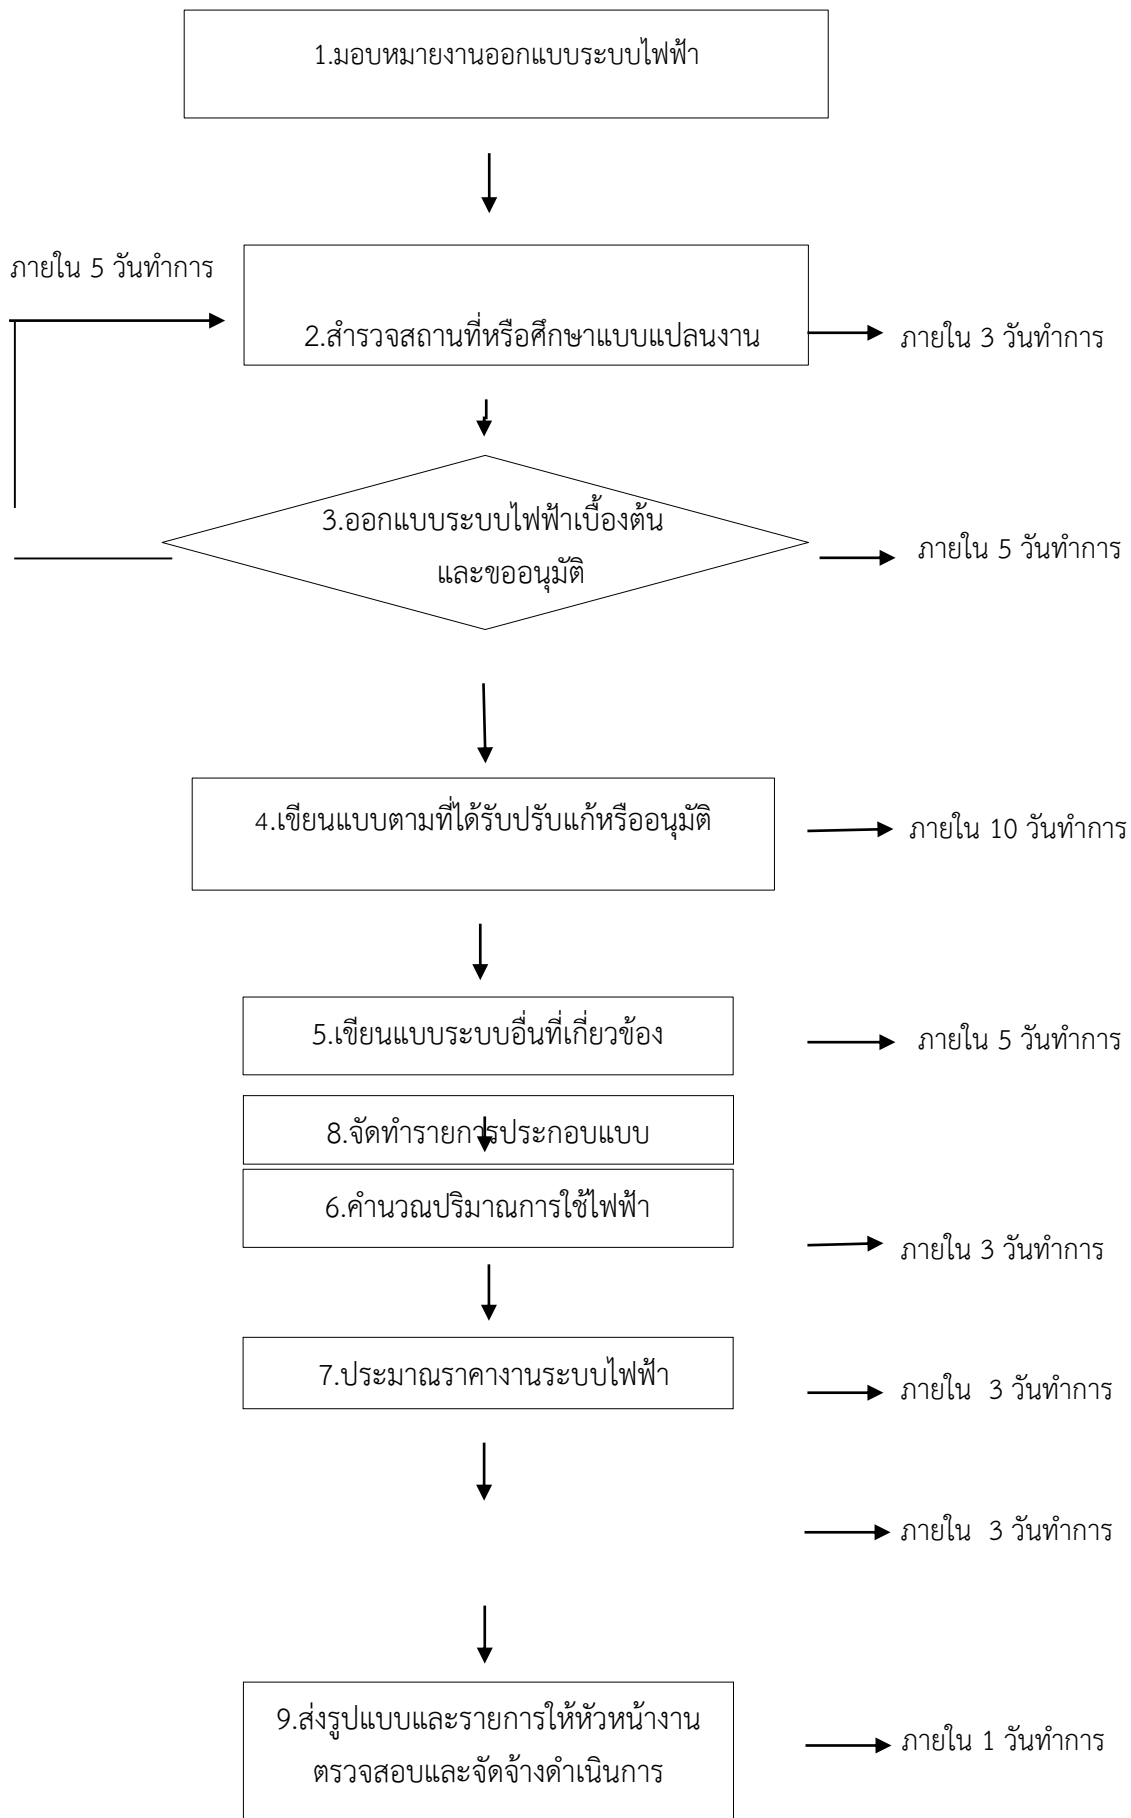 1.มอบหมายงานออกแบบระบบไฟฟ้า
ภายใน 5 วันทำการ
2.สำรวจสถานที่หรือศึกษาแบบแปลนงาน
ภายใน 3 วันทำการ
3.ออกแบบระบบไฟฟ้าเบื้องต้น
และขออนุมัติ
ภายใน 5 วันทำการ
4.เขียนแบบตามที่ได้รับปรับแก้หรืออนุมัติ
ภายใน 10 วันทำการ
5.เขียนแบบระบบอื่นที่เกี่ยวข้อง
ภายใน 5 วันทำการ
8.จัดทำรายการประกอบแบบ
6.คำนวณปริมาณการใช้ไฟฟ้า
ภายใน 3 วันทำการ
7.ประมาณราคางานระบบไฟฟ้า
ภายใน 3 วันทำการ
ภายใน 3 วันทำการ
9.ส่งรูปแบบและรายการให้หัวหน้างาน
ตรวจสอบและจัดจ้างดำเนินการ
ภายใน 1 วันทำการ